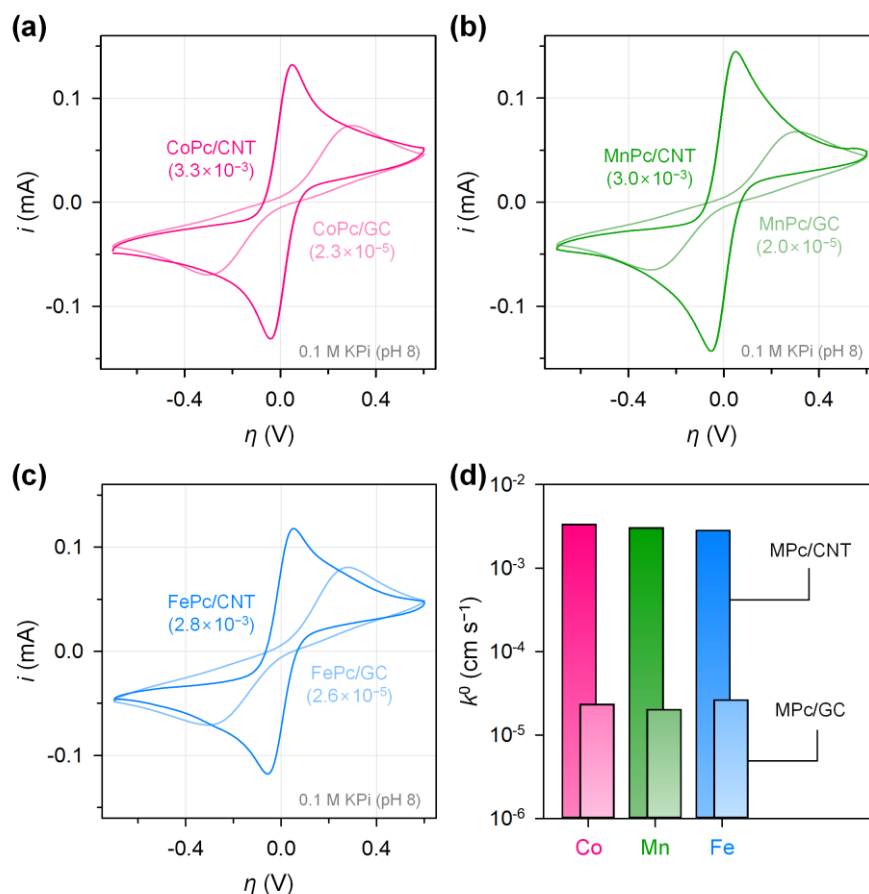 (a)
0.1
0.0
-0.1
i (mA)
CoPc/CNT
(3.3×10⁻³)
CoPc/GC
(2.3×10⁻⁵)
0.1 M KPi (pH 8)
-0.4
0.0
0.4
η (V)
(b)
0.1
0.0
-0.1
i (mA)
MnPc/CNT
(3.0×10⁻³)
MnPc/GC
(2.0×10⁻⁵)
0.1 M KPi (pH 8)
-0.4
0.0
0.4
η (V)
(c)
0.1
0.0
-0.1
i (mA)
FePc/CNT
(2.8×10⁻³)
FePc/GC
(2.6×10⁻⁵)
0.1 M KPi (pH 8)
-0.4
0.0
0.4
η (V)
(d)
10⁻²
10⁻³
10⁻⁴
10⁻⁵
10⁻⁶
k⁰ (cm s⁻¹)
MPc/CNT
MPc/GC
Co
Mn
Fe